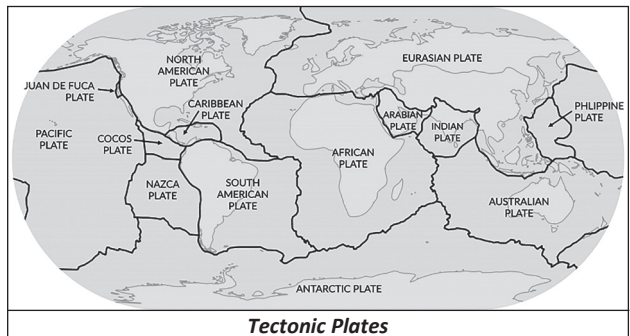 NORTH
AMERICAN
PLATE
EURASIAN PLATE
JUAN DE FUCA
PLATE
CARIBBEAN
PLATE
ARABIAN
PLATE
INDIAN
PLATE
PHLIPPINE
PLATE
PACIFIC
PLATE
COCOS
PLATE
AFRICAN
PLATE
NAZCA
PLATE
SOUTH
AMERICAN
PLATE
AUSTRALIAN
PLATE
ANTARCTIC PLATE
Tectonic Plates